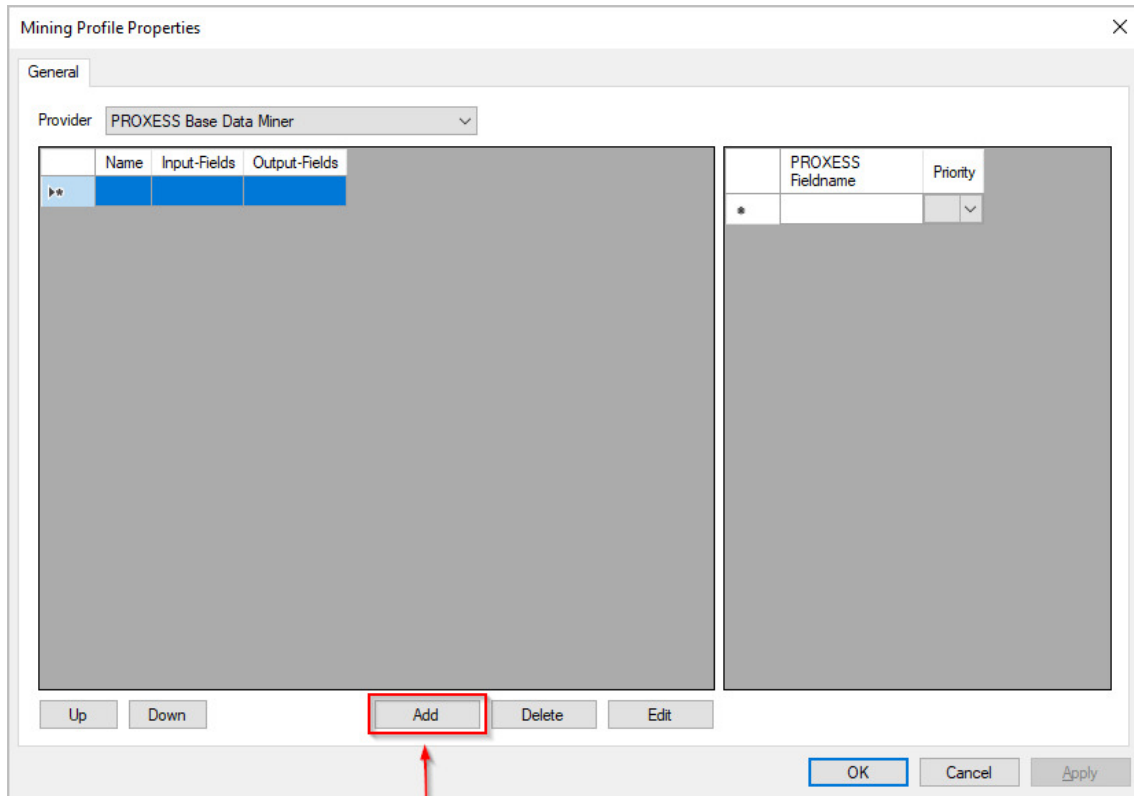 Mining Profile Properties
General
Provider PROXESS Base Data Miner
Name Input-Fields Output-Fields
PROXESS
Fieldname
Priority
Up Down Add Delete Edit
OK Cancel Apply